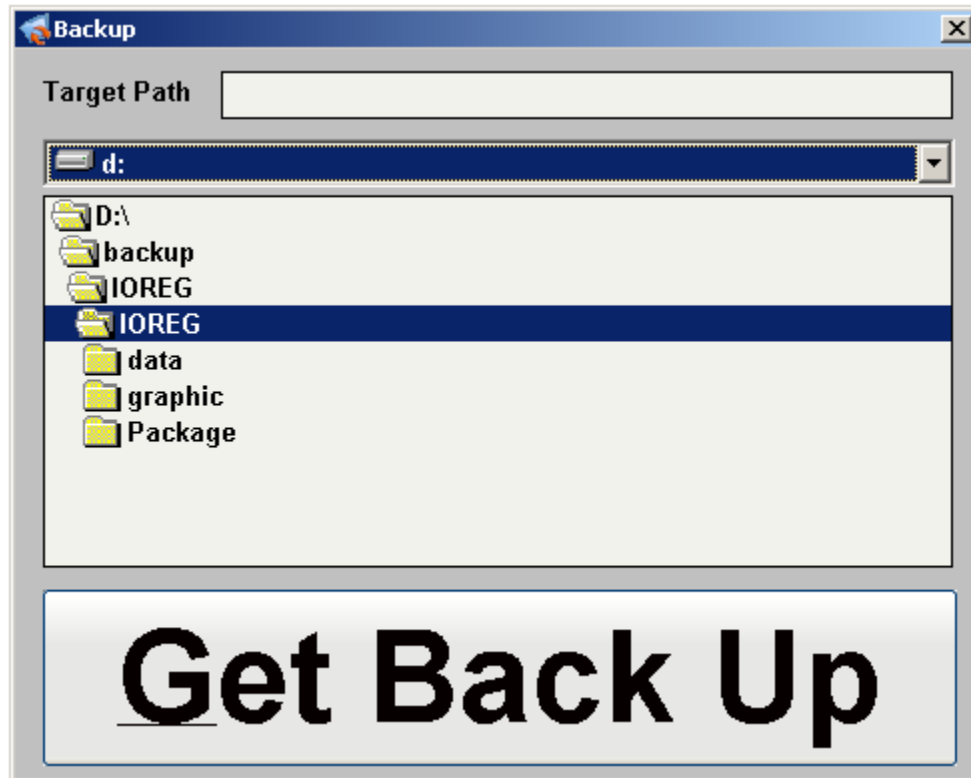 Backup
Target Path
d:
D:\
backup
IOREG
IOREG
data
graphic
Package
Get Back Up